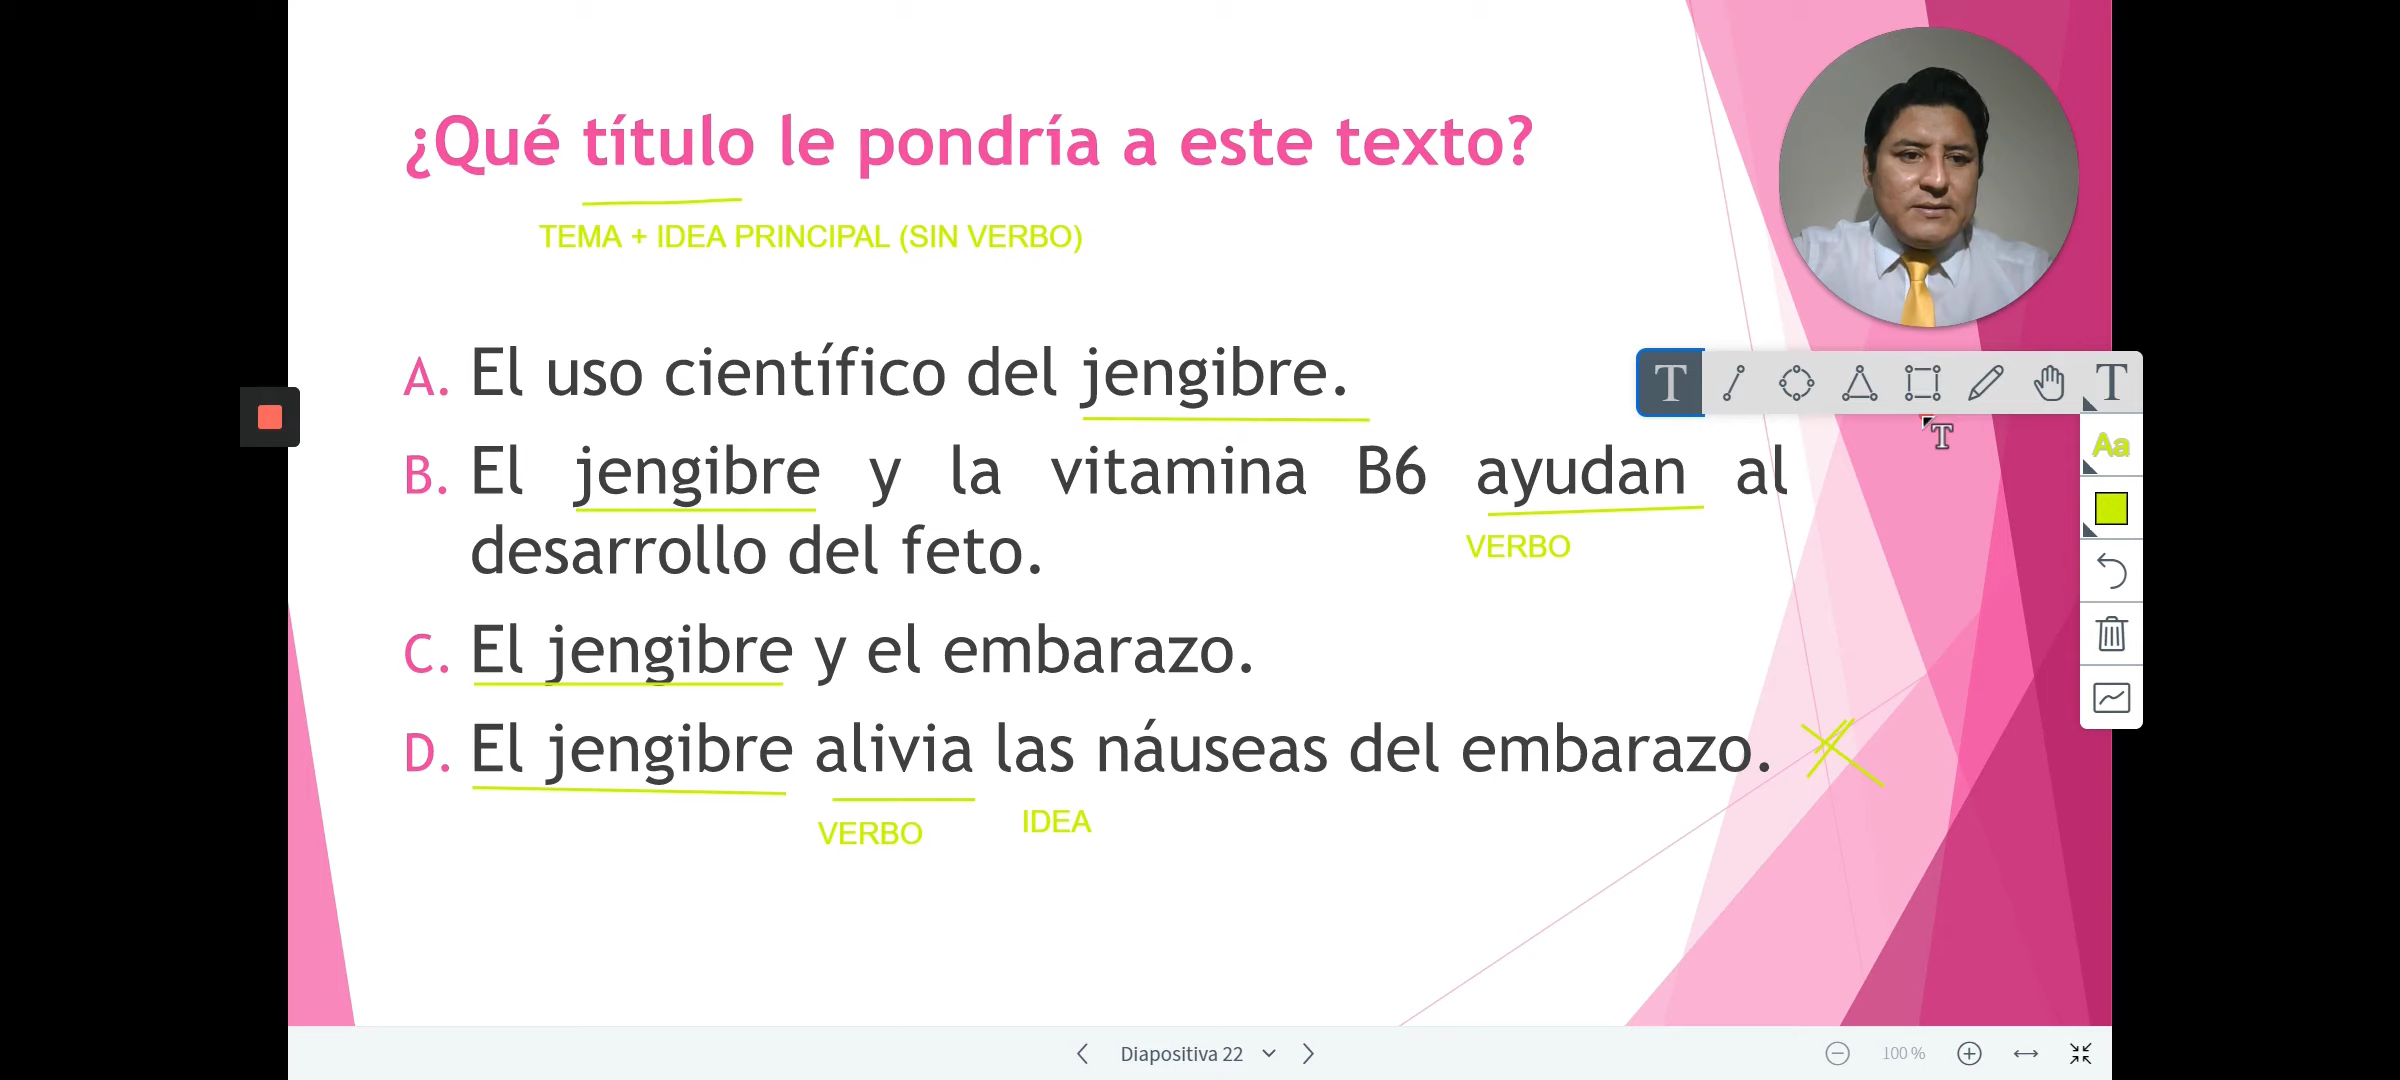 ¿Qué título le pondría a este texto?
TEMA + IDEA PRINCIPAL (SIN VERBO)
A. El uso científico del jengibre.
B. El jengibre y la vitamina B6 ayudan al
VERBO
desarrollo del feto.
C. El jengibre y el embarazo.
D. El jengibre alivia las náuseas del embarazo.
VERBO IDEA
T T
T
Aa
Diapositiva 22
100 %